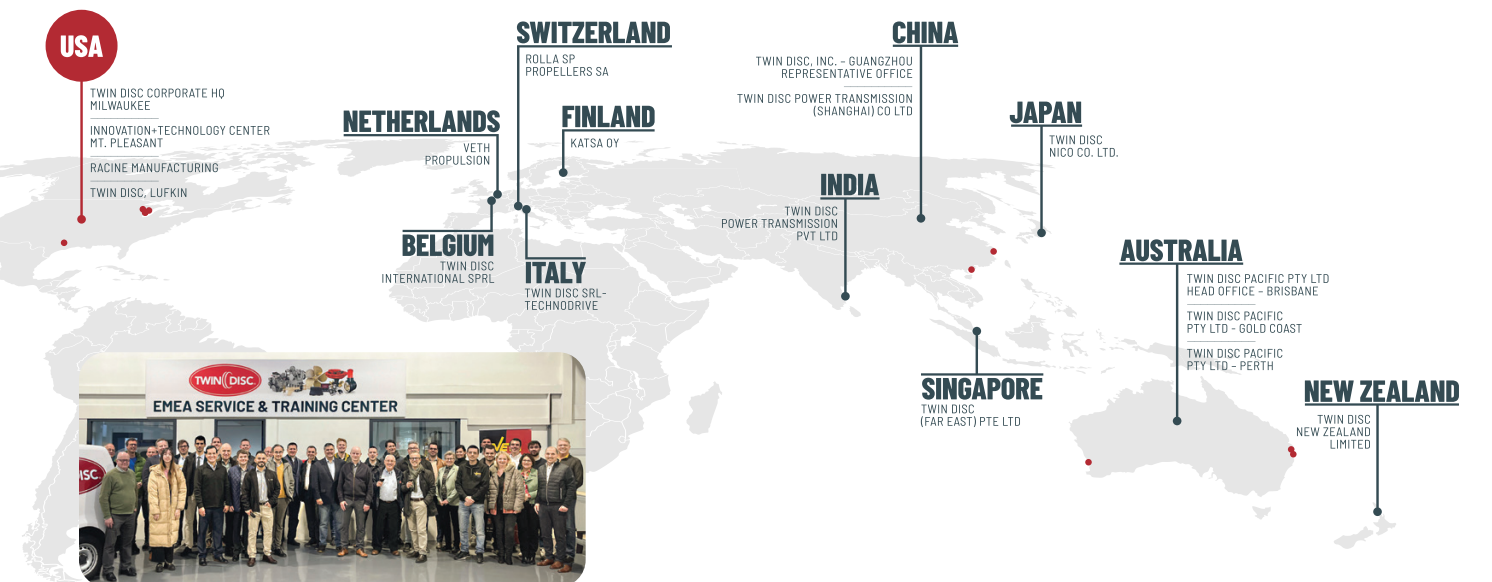 USA
TWIN DISC CORPORATE HQ
MILWAUKEE
INNOVATION+TECHNOLOGY CENTER
MT. PLEASANT
RACINE MANUFACTURING
TWIN DISC, LUFKIN
NETHERLANDS
VETH
PROPULSION
SWITZERLAND
ROLLA SP
PROPELLERS SA
FINLAND
KATSA OY
BELGIUM
TWIN DISC
INTERNATIONAL SPRL
ITALY
TWIN DISC SRL-
TECHNODRIVE
CHINA
TWIN DISC, INC. – GUANGZHOU
REPRESENTATIVE OFFICE
TWIN DISC POWER TRANSMISSION
(SHANGHAI) CO LTD
JAPAN
TWIN DISC
NICO CO. LTD.
INDIA
TWIN DISC
POWER TRANSMISSION
PVT LTD
SINGAPORE
TWIN DISC
(FAR EAST) PTE LTD
AUSTRALIA
TWIN DISC PACIFIC PTY LTD
HEAD OFFICE – BRISBANE
TWIN DISC PACIFIC
PTY LTD - GOLD COAST
TWIN DISC PACIFIC
PTY LTD – PERTH
NEW ZEALAND
TWIN DISC
NEW ZEALAND
LIMITED
TWIN DISC
EMEA SERVICE & TRAINING CENTER
ISC.